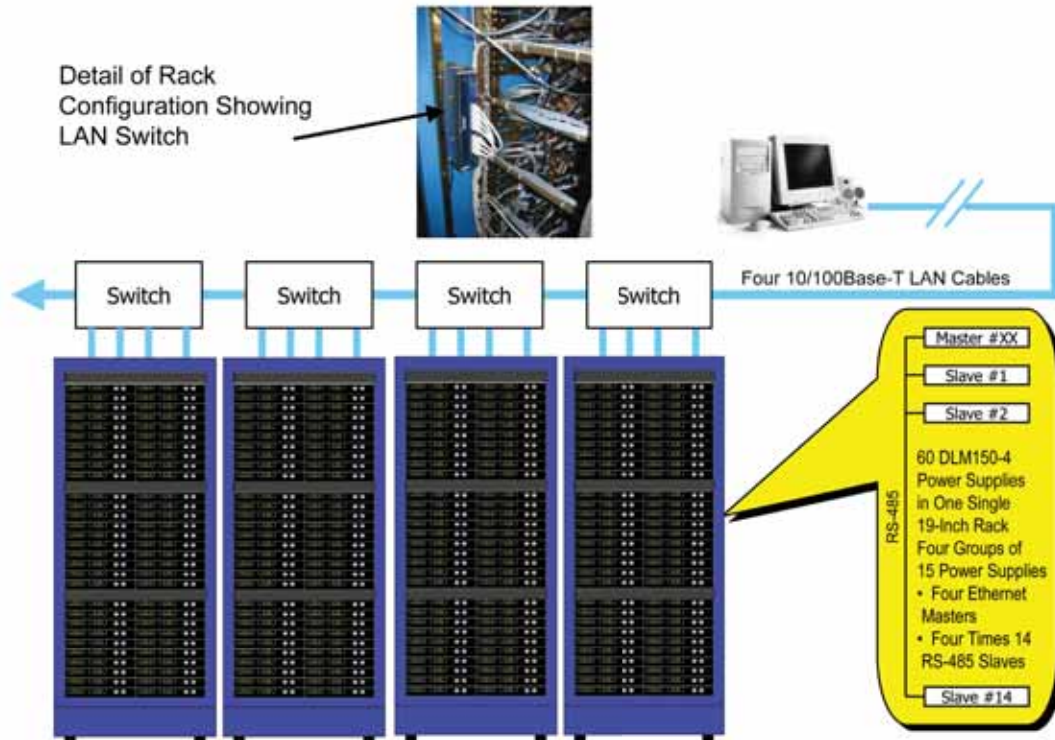 Detail of Rack
Configuration Showing
LAN Switch
Four 10/100Base-T LAN Cables
Switch
Switch
Switch
Switch
Master #XX
Slave #1
Slave #2
RS-485
60 DLM150-4
Power Supplies
in One Single
19-Inch Rack
Four Groups of
15 Power Supplies
• Four Ethernet
Masters
• Four Times 14
RS-485 Slaves
Slave #14